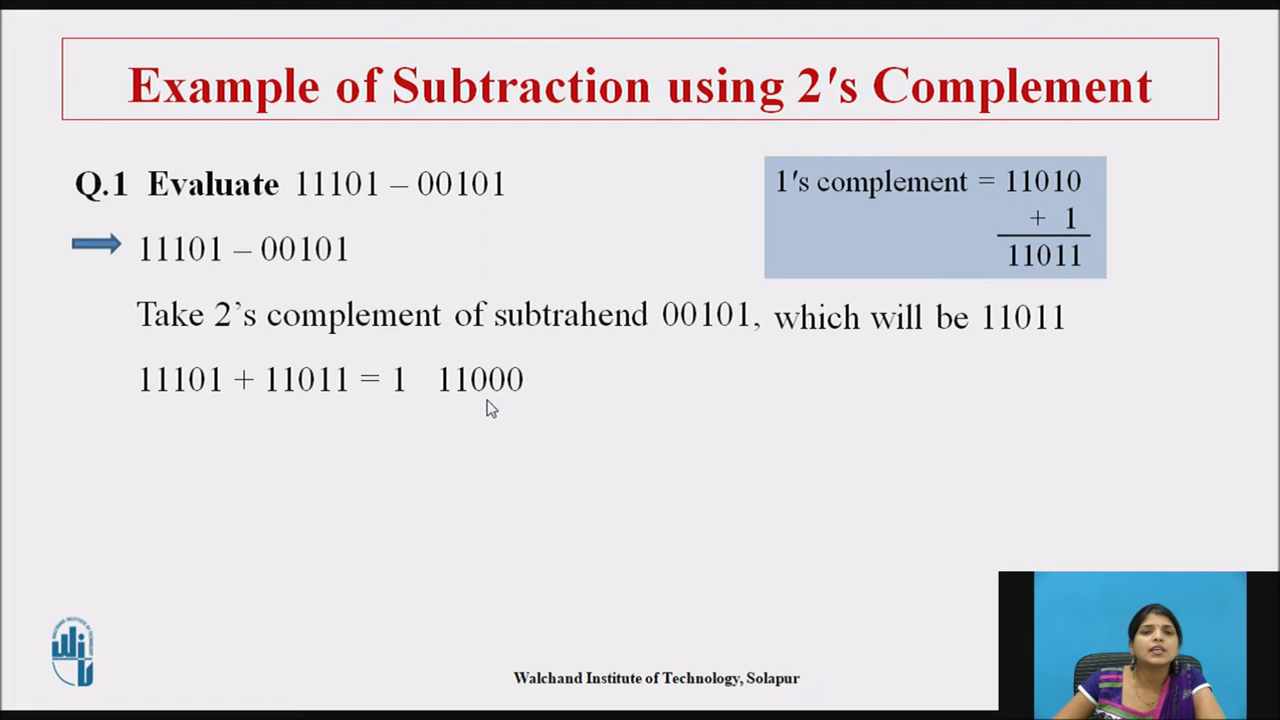 Example of Subtraction using 2′s Complement
Q.1 Evaluate 11101 – 00101
11101 – 00101
1′s complement = 11010
+ 1
11011
Take 2’s complement of subtrahend 00101, which will be 11011
11101 + 11011 = 1 11000
Walchand Institute of Technology, Solapur